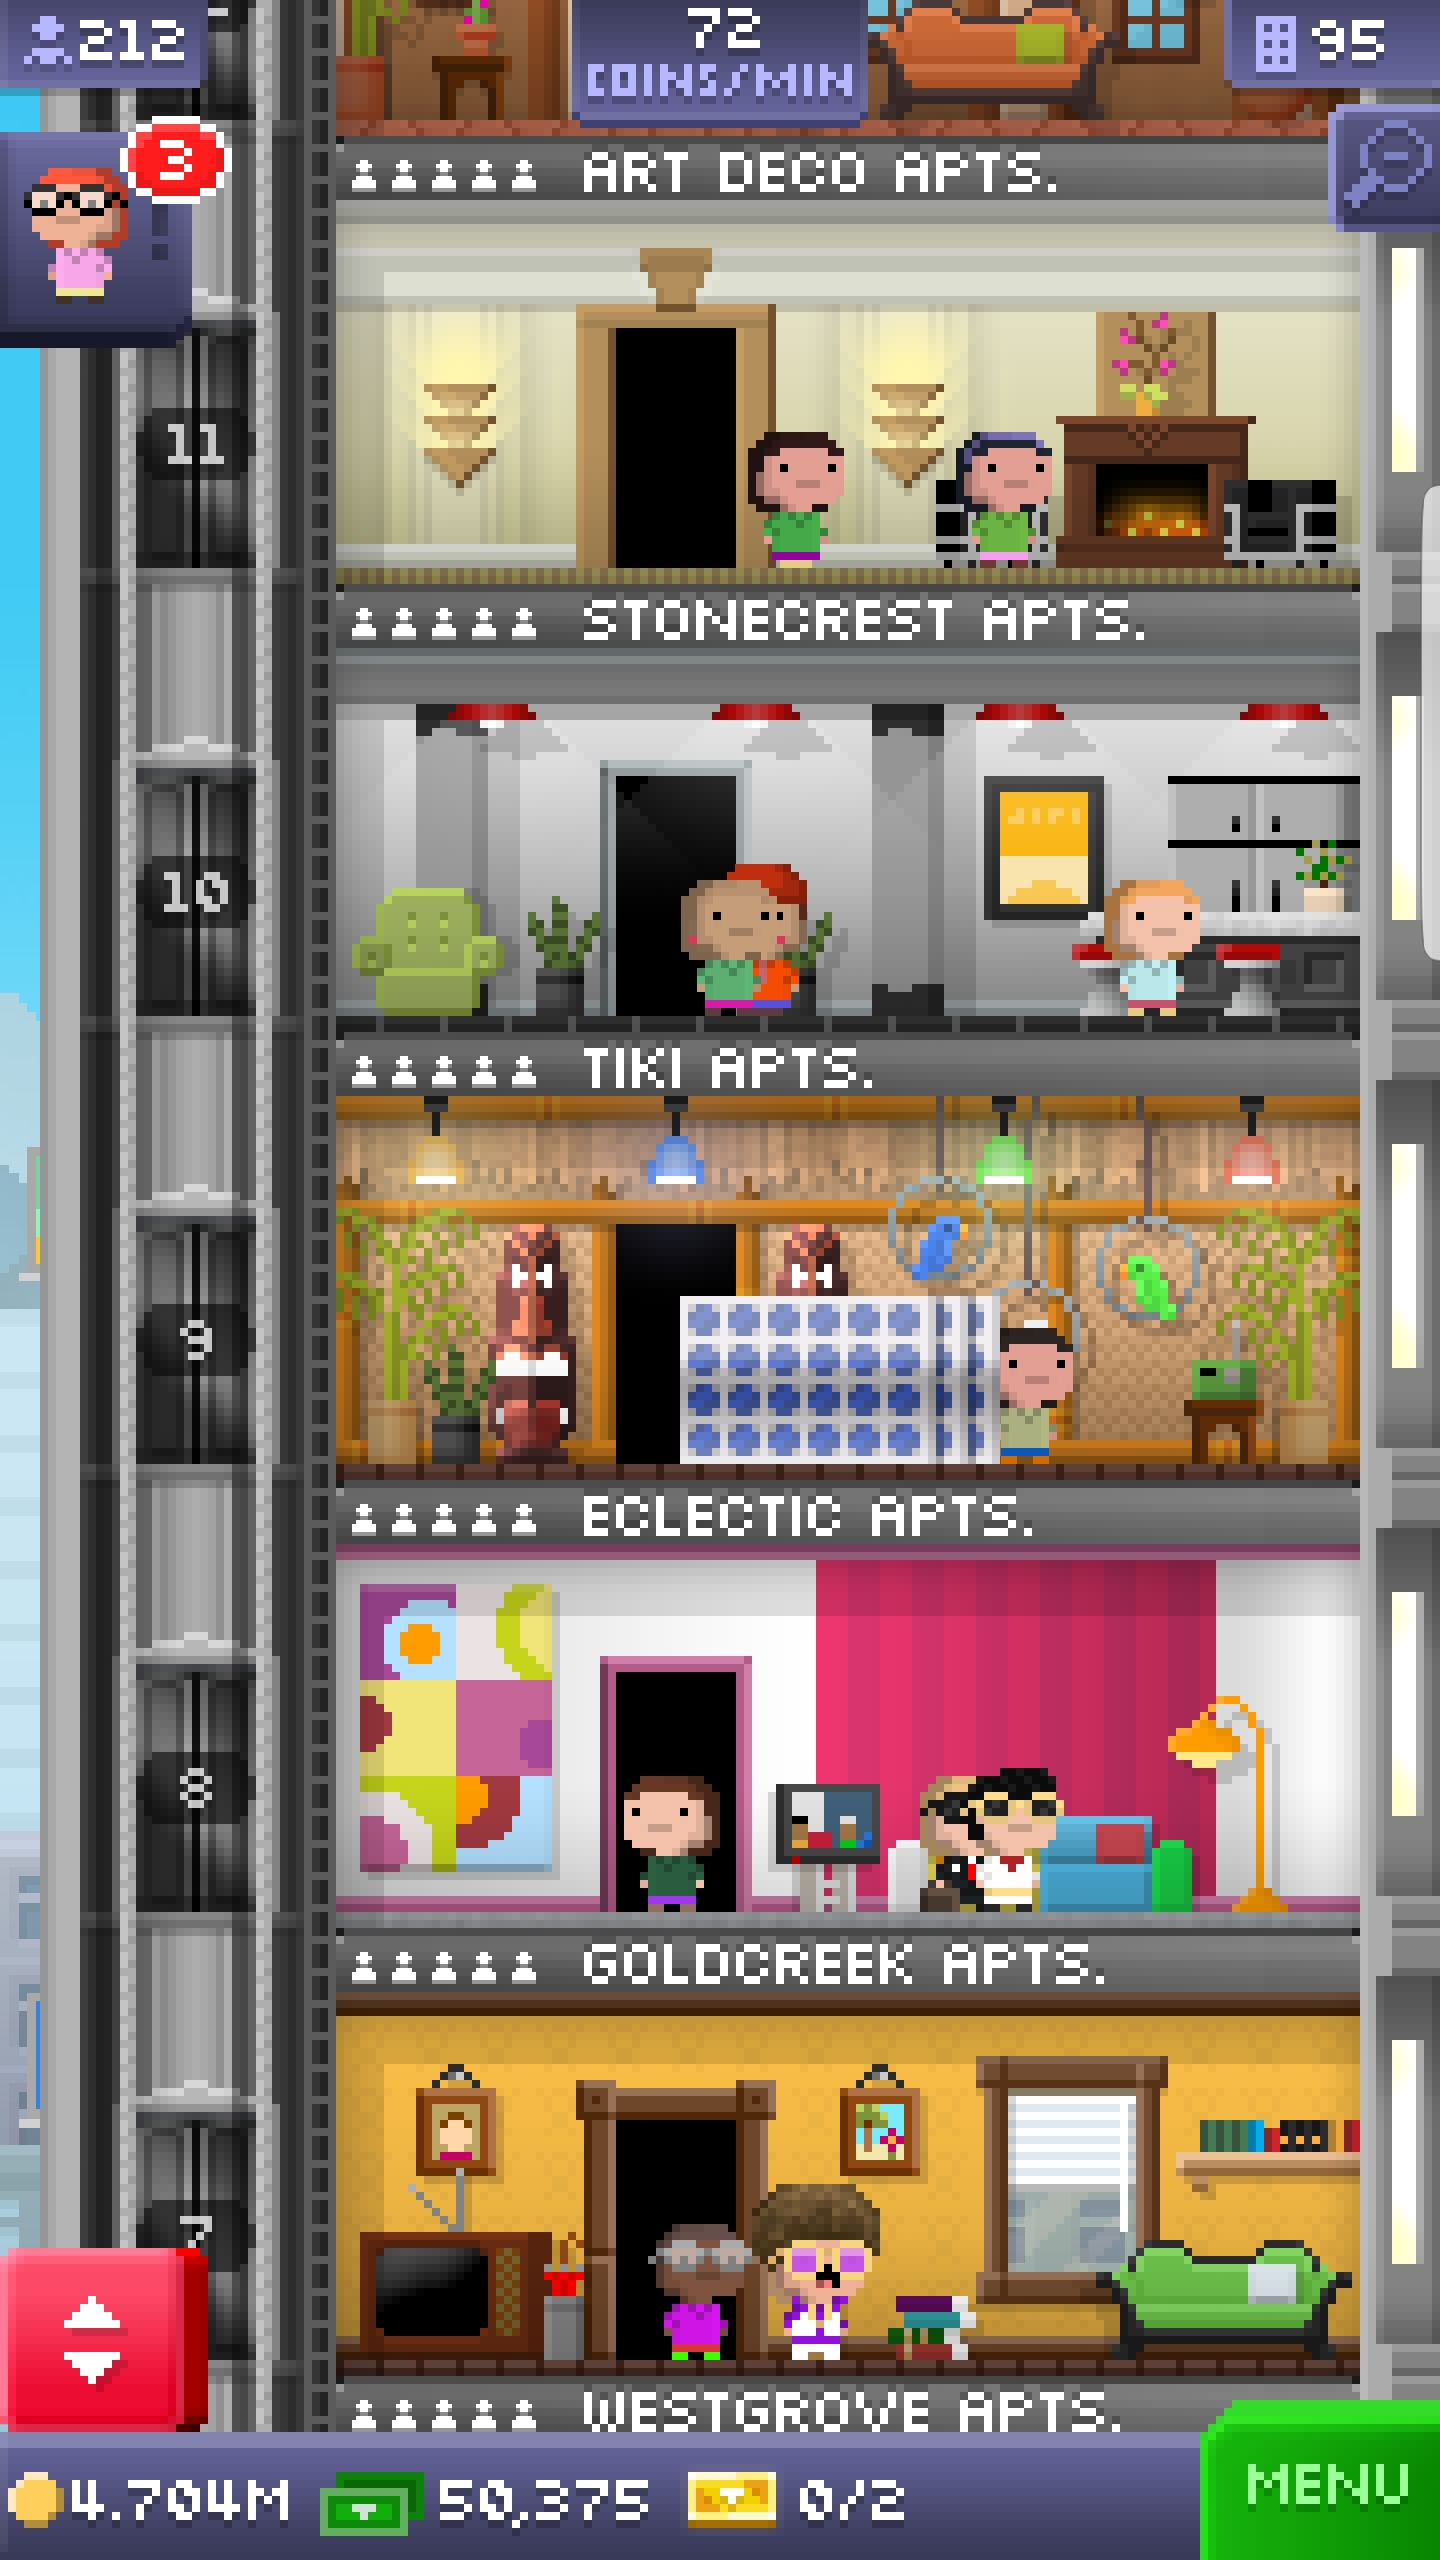 212
72
COINS/MIN
95
3
ART DECO APTS.
11
STONECREST APTS.
10
TIKI APTS.
9
ECLECTIC APTS.
8
GOLDCREEK APTS.
7
WESTGROVE APTS.
4.704M 50,375 0/2
MENU